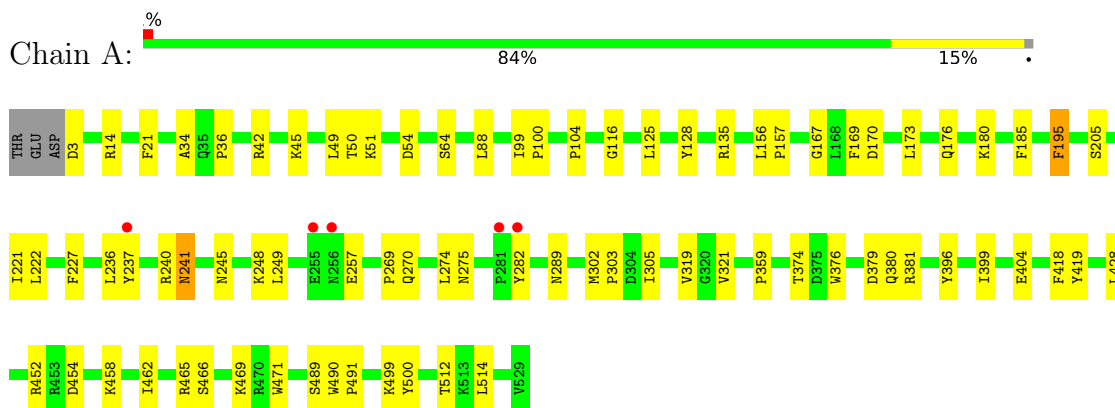 %
Chain A:
84% 15% •
THR GLU ASP D3 R14 F21 A34 Q35 P36 R42 K45 L49 T50 K51 D54 S64 L88 I99 P100 P104 G116 L125 Y128 R135 L156 P157 G167 L168 F169 D170 L173 Q176 K180 F185 F195 S205
I221 L222 F227 L236 Y237 R240 N241 N245 K248 L249 E255 N256 E257 P269 Q270 L274 N275 P281 Y282 N289 M302 P303 D304 I305 V319 G320 V321 P359 T374 D375 W376 D379 Q380 R381 Y396 I399 E404 F418 Y419
R452 R453 D454 K458 I462 R465 S466 K469 R470 W471 S489 W490 P491 K499 Y500 T512 K513 L514 V529